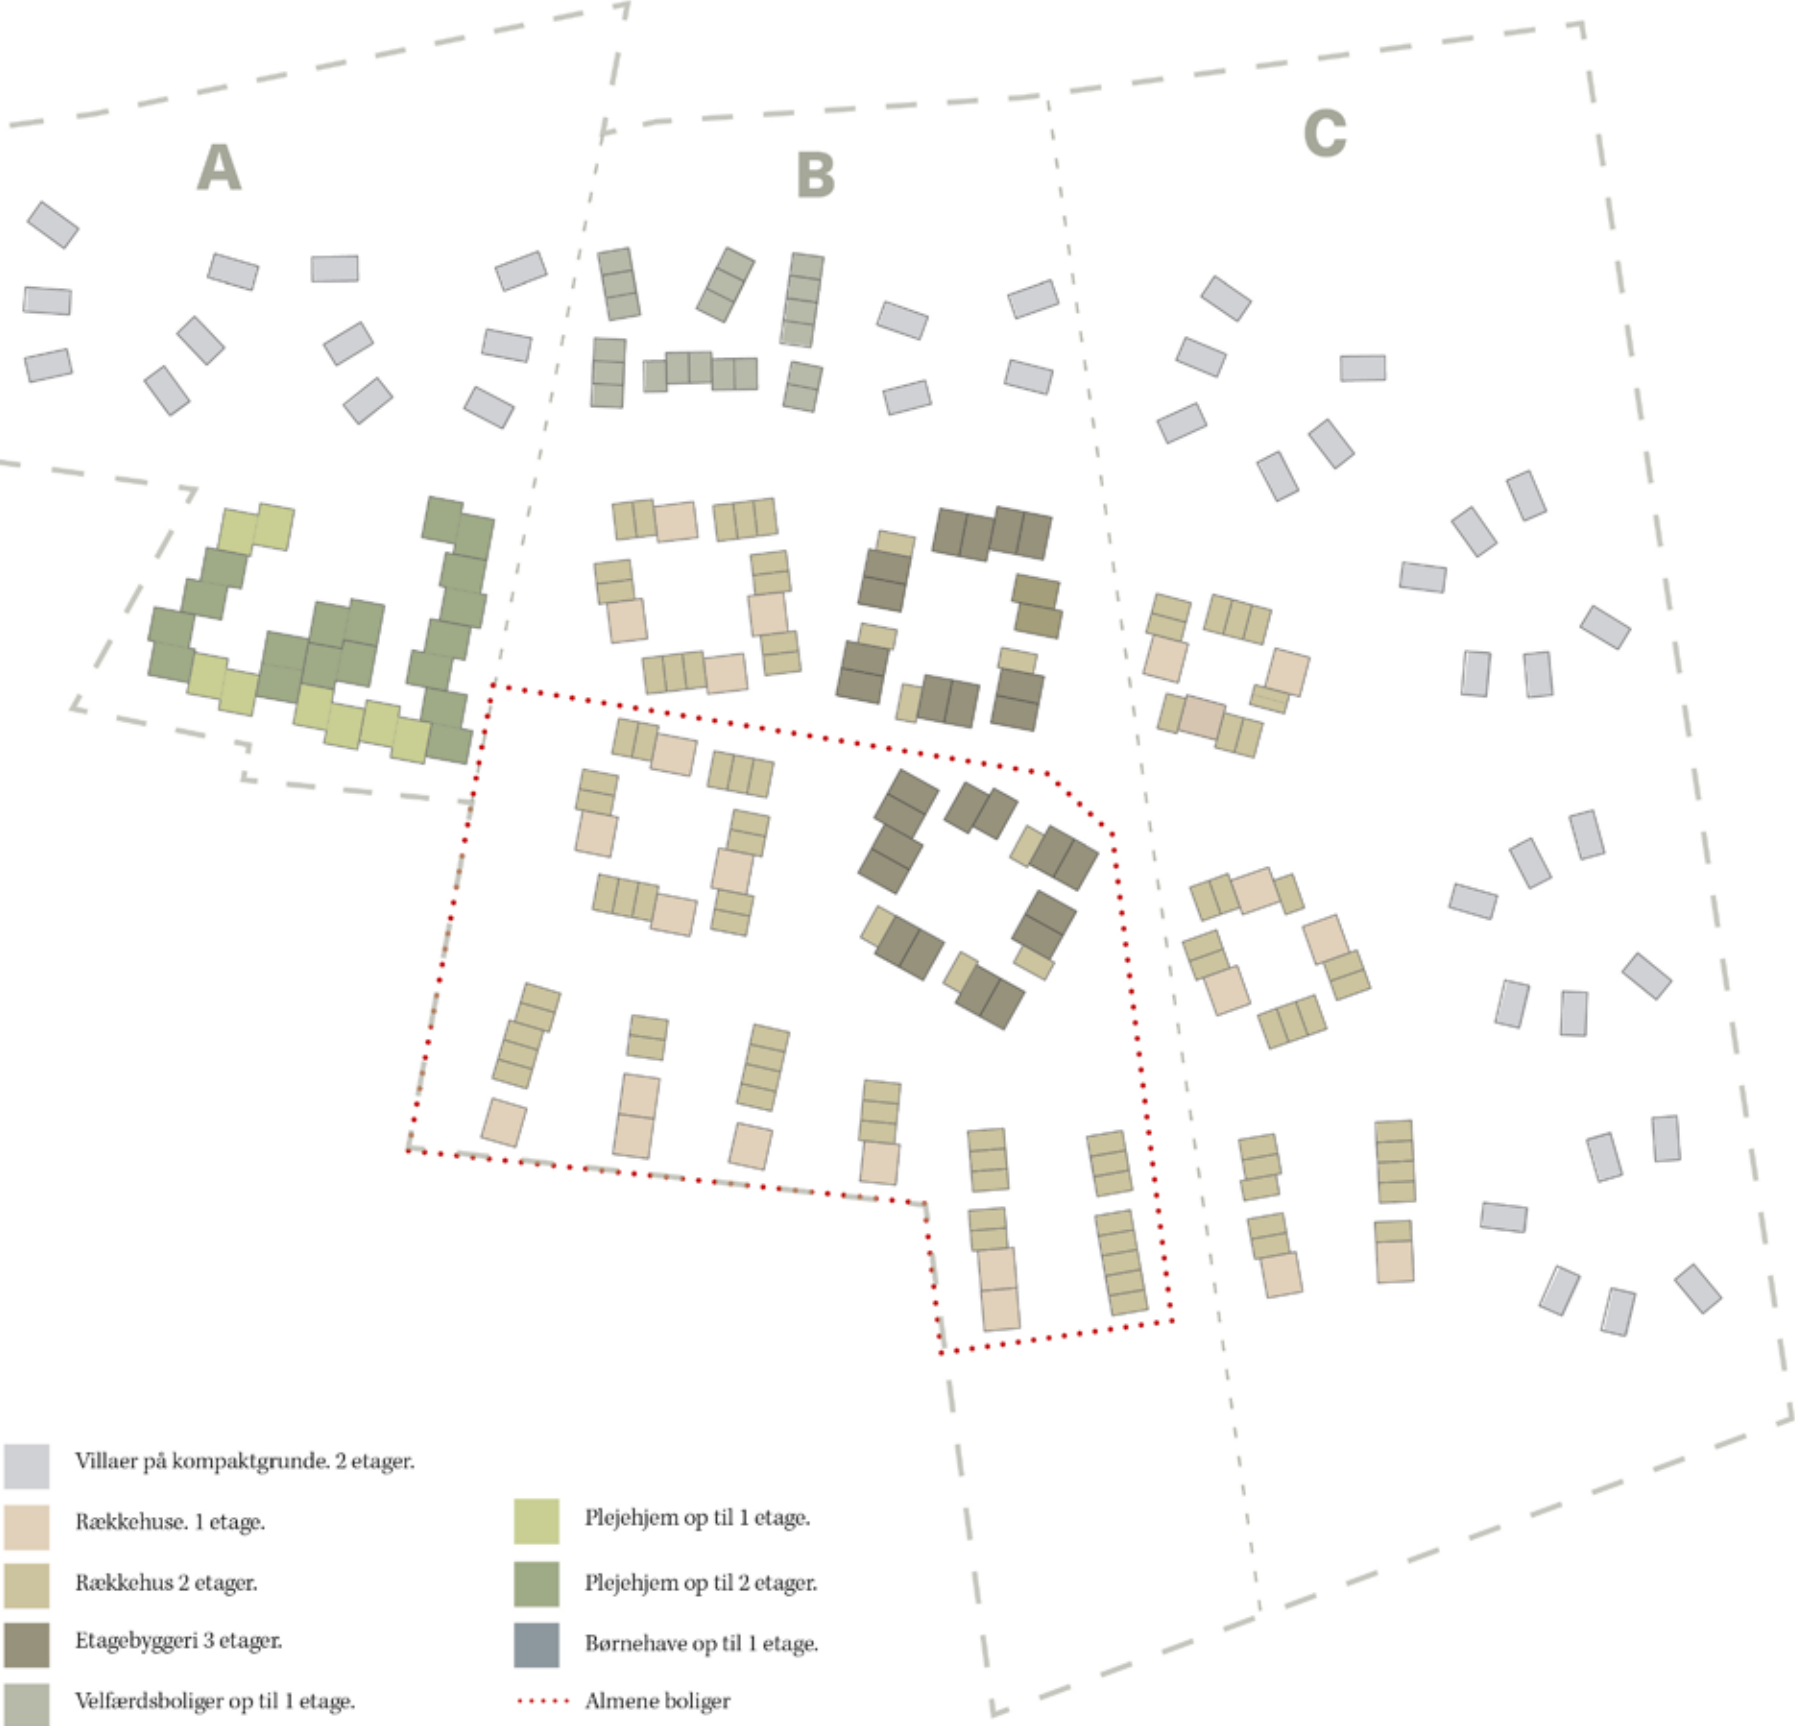 A
B
C
Villaer på kompaktgrunde. 2 etager.
Rækkehuse. 1 etage.
Rækkehus 2 etager.
Etagebyggeri 3 etager.
Velfærdsboliger op til 1 etage.
Plejehjem op til 1 etage.
Plejehjem op til 2 etager.
Børnehave op til 1 etage.
Almene boliger